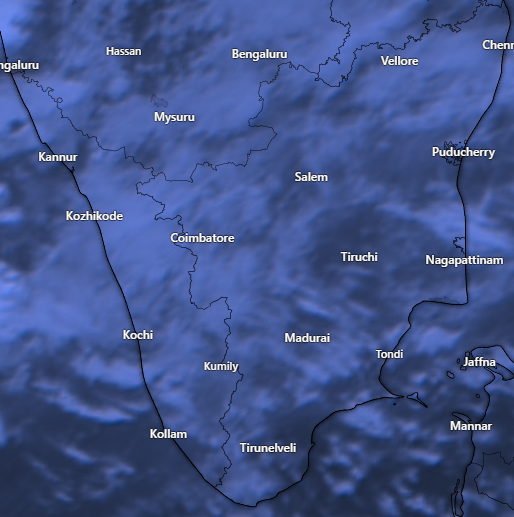 Chenn
Hassan
Bengaluru
Vellore
ngaluru
Mysuru
Puducherry
Kannur
Salem
Kozhikode
Coimbatore
Tiruchi
Nagapattinam
Kochi
Madurai
Tondi
Jaffna
Kumily
Mannar
Kollam
Tirunelveli